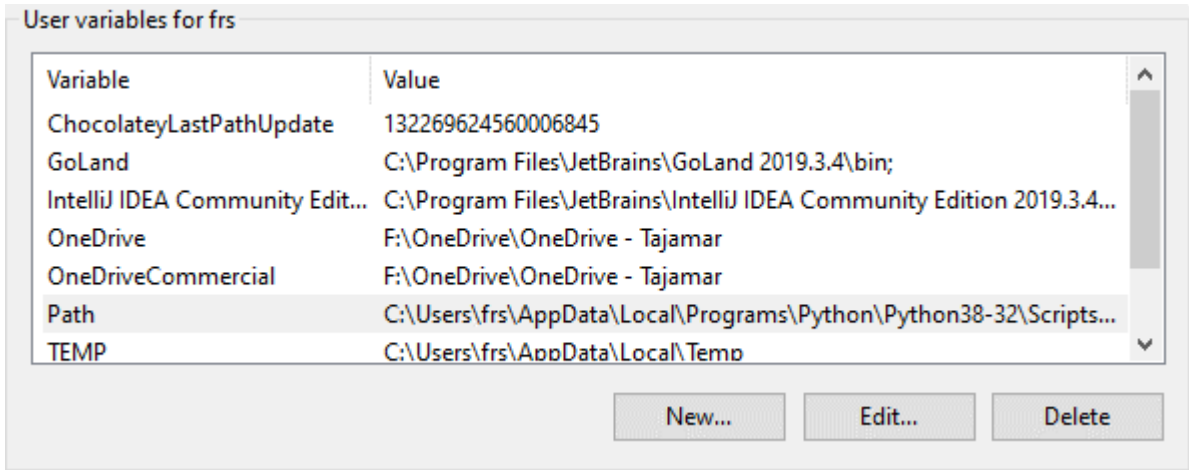 User variables for frs
Variable Value
ChocolateyLastPathUpdate 132269624560006845
GoLand C:\Program Files\JetBrains\GoLand 2019.3.4\bin;
IntelliJ IDEA Community Edit... C:\Program Files\JetBrains\IntelliJ IDEA Community Edition 2019.3.4...
OneDrive F:\OneDrive\OneDrive - Tajamar
OneDriveCommercial F:\OneDrive\OneDrive - Tajamar
Path C:\Users\frs\AppData\Local\Programs\Python\Python38-32\Scripts...
TEMP C:\Users\frs\AppData\Local\Temp
New... Edit... Delete